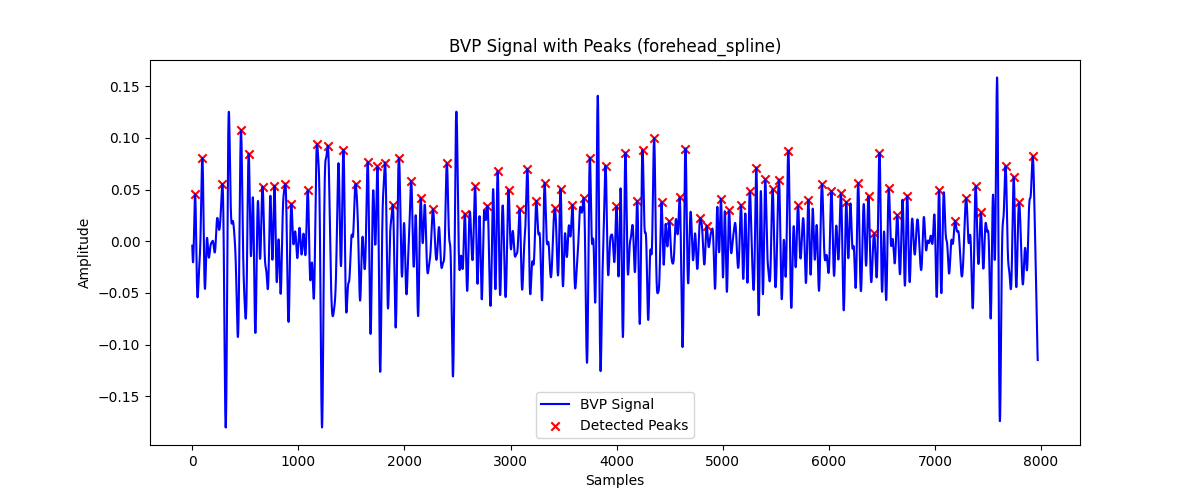 BVP Signal with Peaks (forehead_spline)
Amplitude
0.15
0.10
0.05
0.00
−0.05
−0.10
−0.15
0 1000 2000 3000 4000 5000 6000 7000 8000
Samples
BVP Signal
Detected Peaks